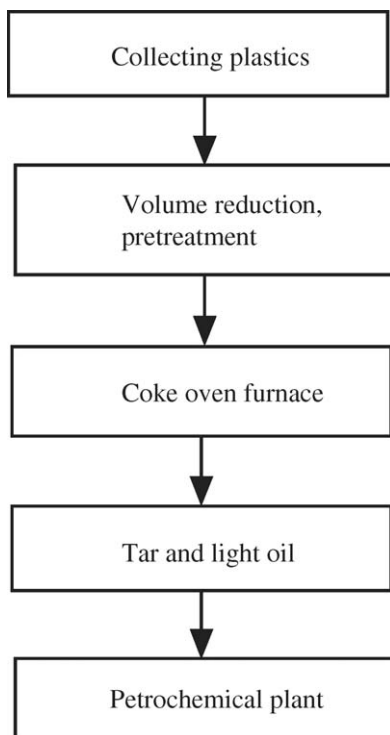 Collecting plastics
Volume reduction,
pretreatment
Coke oven furnace
Tar and light oil
Petrochemical plant